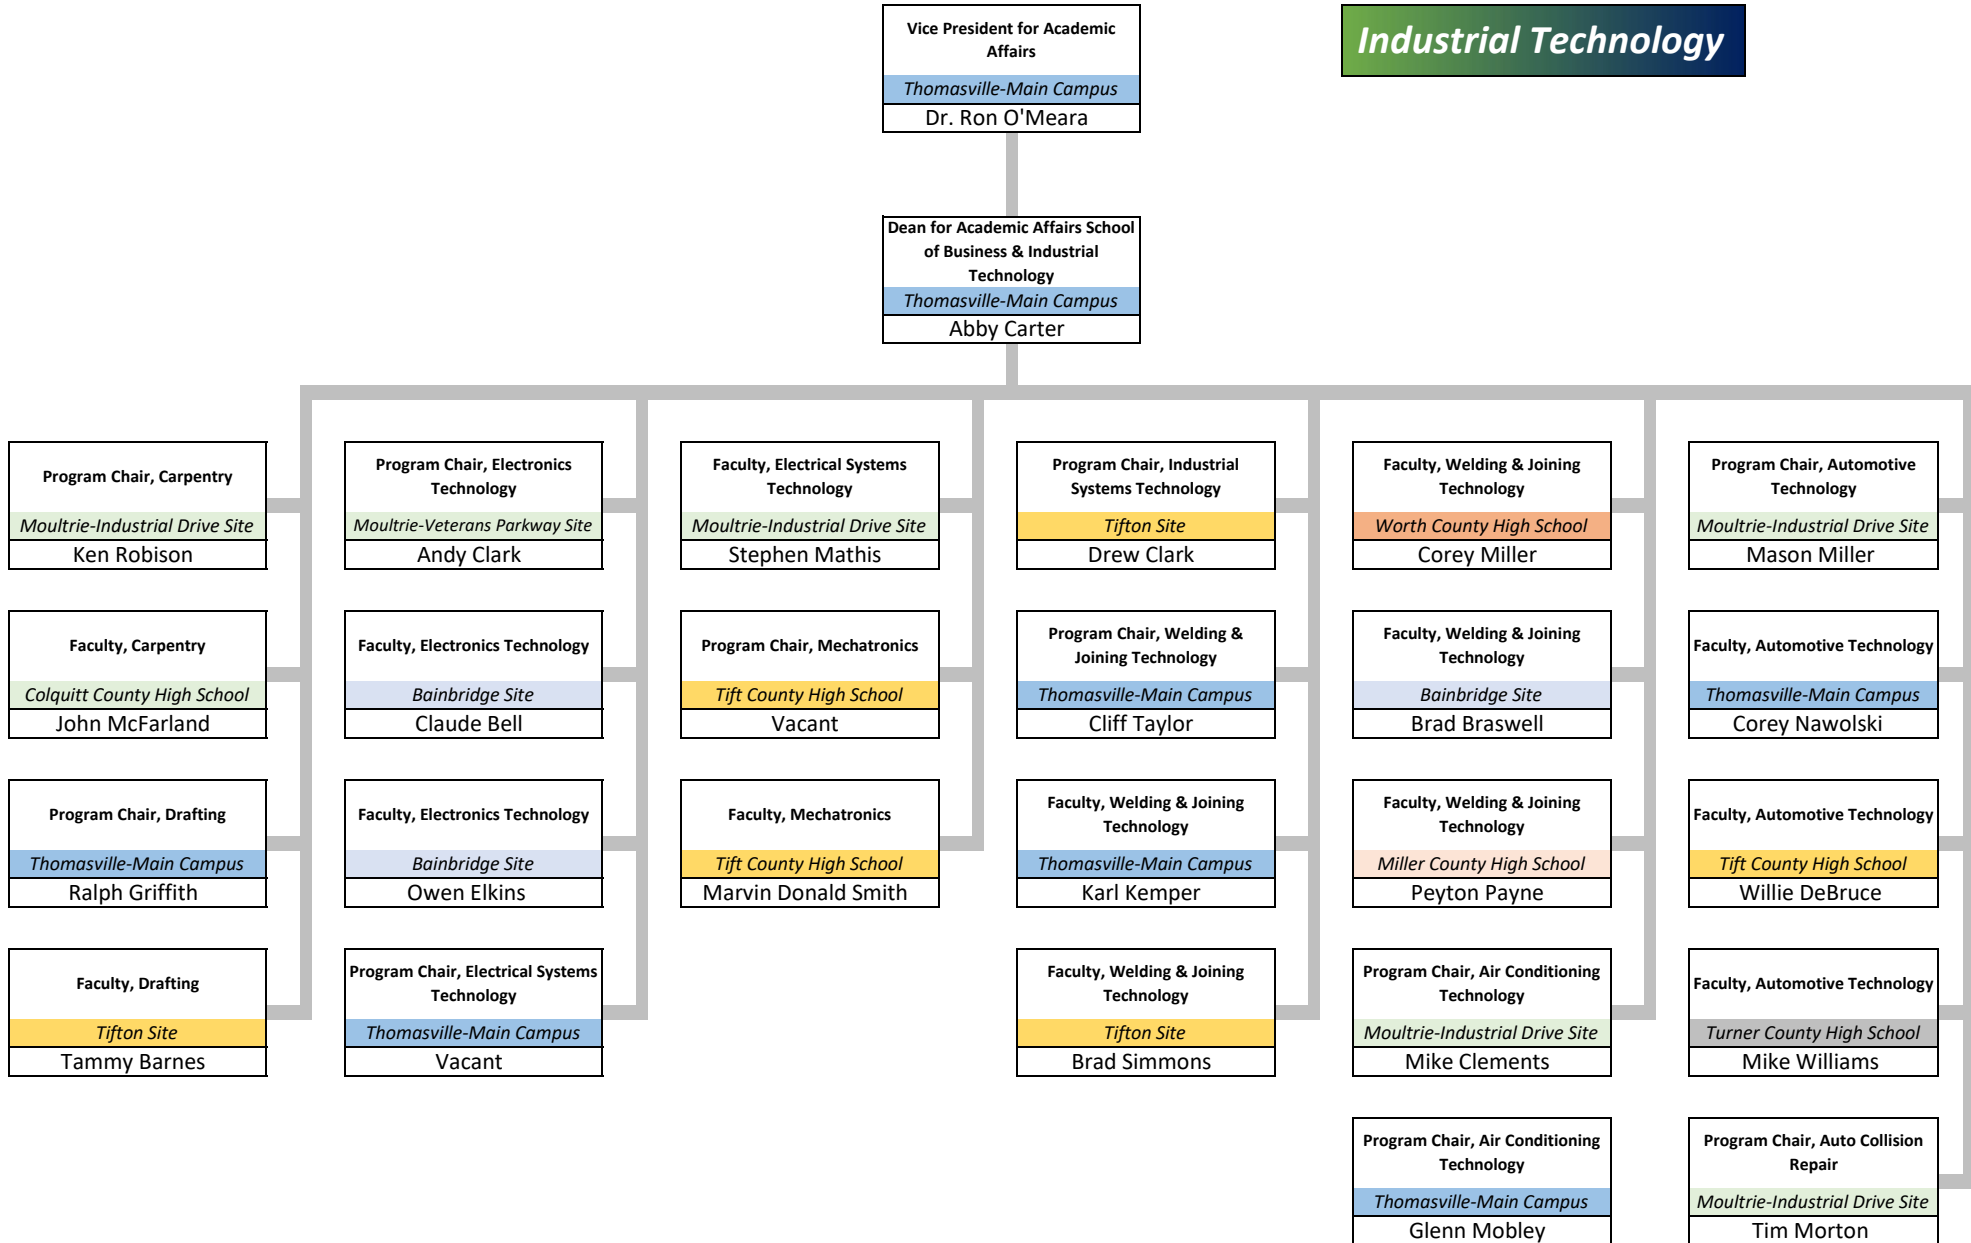 Vice President for Academic
Affairs
Thomasville-Main Campus
Dr. Ron O'Meara
Industrial Technology
Dean for Academic Affairs School
of Business & Industrial
Technology
Thomasville-Main Campus
Abby Carter
Program Chair, Carpentry
Moultrie-Industrial Drive Site
Ken Robison
Program Chair, Electronics
Technology
Moultrie-Veterans Parkway Site
Andy Clark
Faculty, Electrical Systems
Technology
Moultrie-Industrial Drive Site
Stephen Mathis
Program Chair, Industrial
Systems Technology
Tifton Site
Drew Clark
Faculty, Welding & Joining
Technology
Worth County High School
Corey Miller
Program Chair, Automotive
Technology
Moultrie-Industrial Drive Site
Mason Miller
Faculty, Carpentry
Colquitt County High School
John McFarland
Faculty, Electronics Technology
Bainbridge Site
Claude Bell
Program Chair, Mechatronics
Tift County High School
Vacant
Program Chair, Welding &
Joining Technology
Thomasville-Main Campus
Cliff Taylor
Faculty, Welding & Joining
Technology
Bainbridge Site
Brad Braswell
Faculty, Automotive Technology
Thomasville-Main Campus
Corey Nawolski
Program Chair, Drafting
Thomasville-Main Campus
Ralph Griffith
Faculty, Electronics Technology
Bainbridge Site
Owen Elkins
Faculty, Mechatronics
Tift County High School
Marvin Donald Smith
Faculty, Welding & Joining
Technology
Thomasville-Main Campus
Karl Kemper
Faculty, Welding & Joining
Technology
Miller County High School
Peyton Payne
Faculty, Automotive Technology
Tift County High School
Willie DeBruce
Faculty, Drafting
Tifton Site
Tammy Barnes
Program Chair, Electrical Systems
Technology
Thomasville-Main Campus
Vacant
Faculty, Welding & Joining
Technology
Tifton Site
Brad Simmons
Program Chair, Air Conditioning
Technology
Moultrie-Industrial Drive Site
Mike Clements
Faculty, Automotive Technology
Turner County High School
Mike Williams
Program Chair, Air Conditioning
Technology
Thomasville-Main Campus
Glenn Mobley
Program Chair, Auto Collision
Repair
Moultrie-Industrial Drive Site
Tim Morton